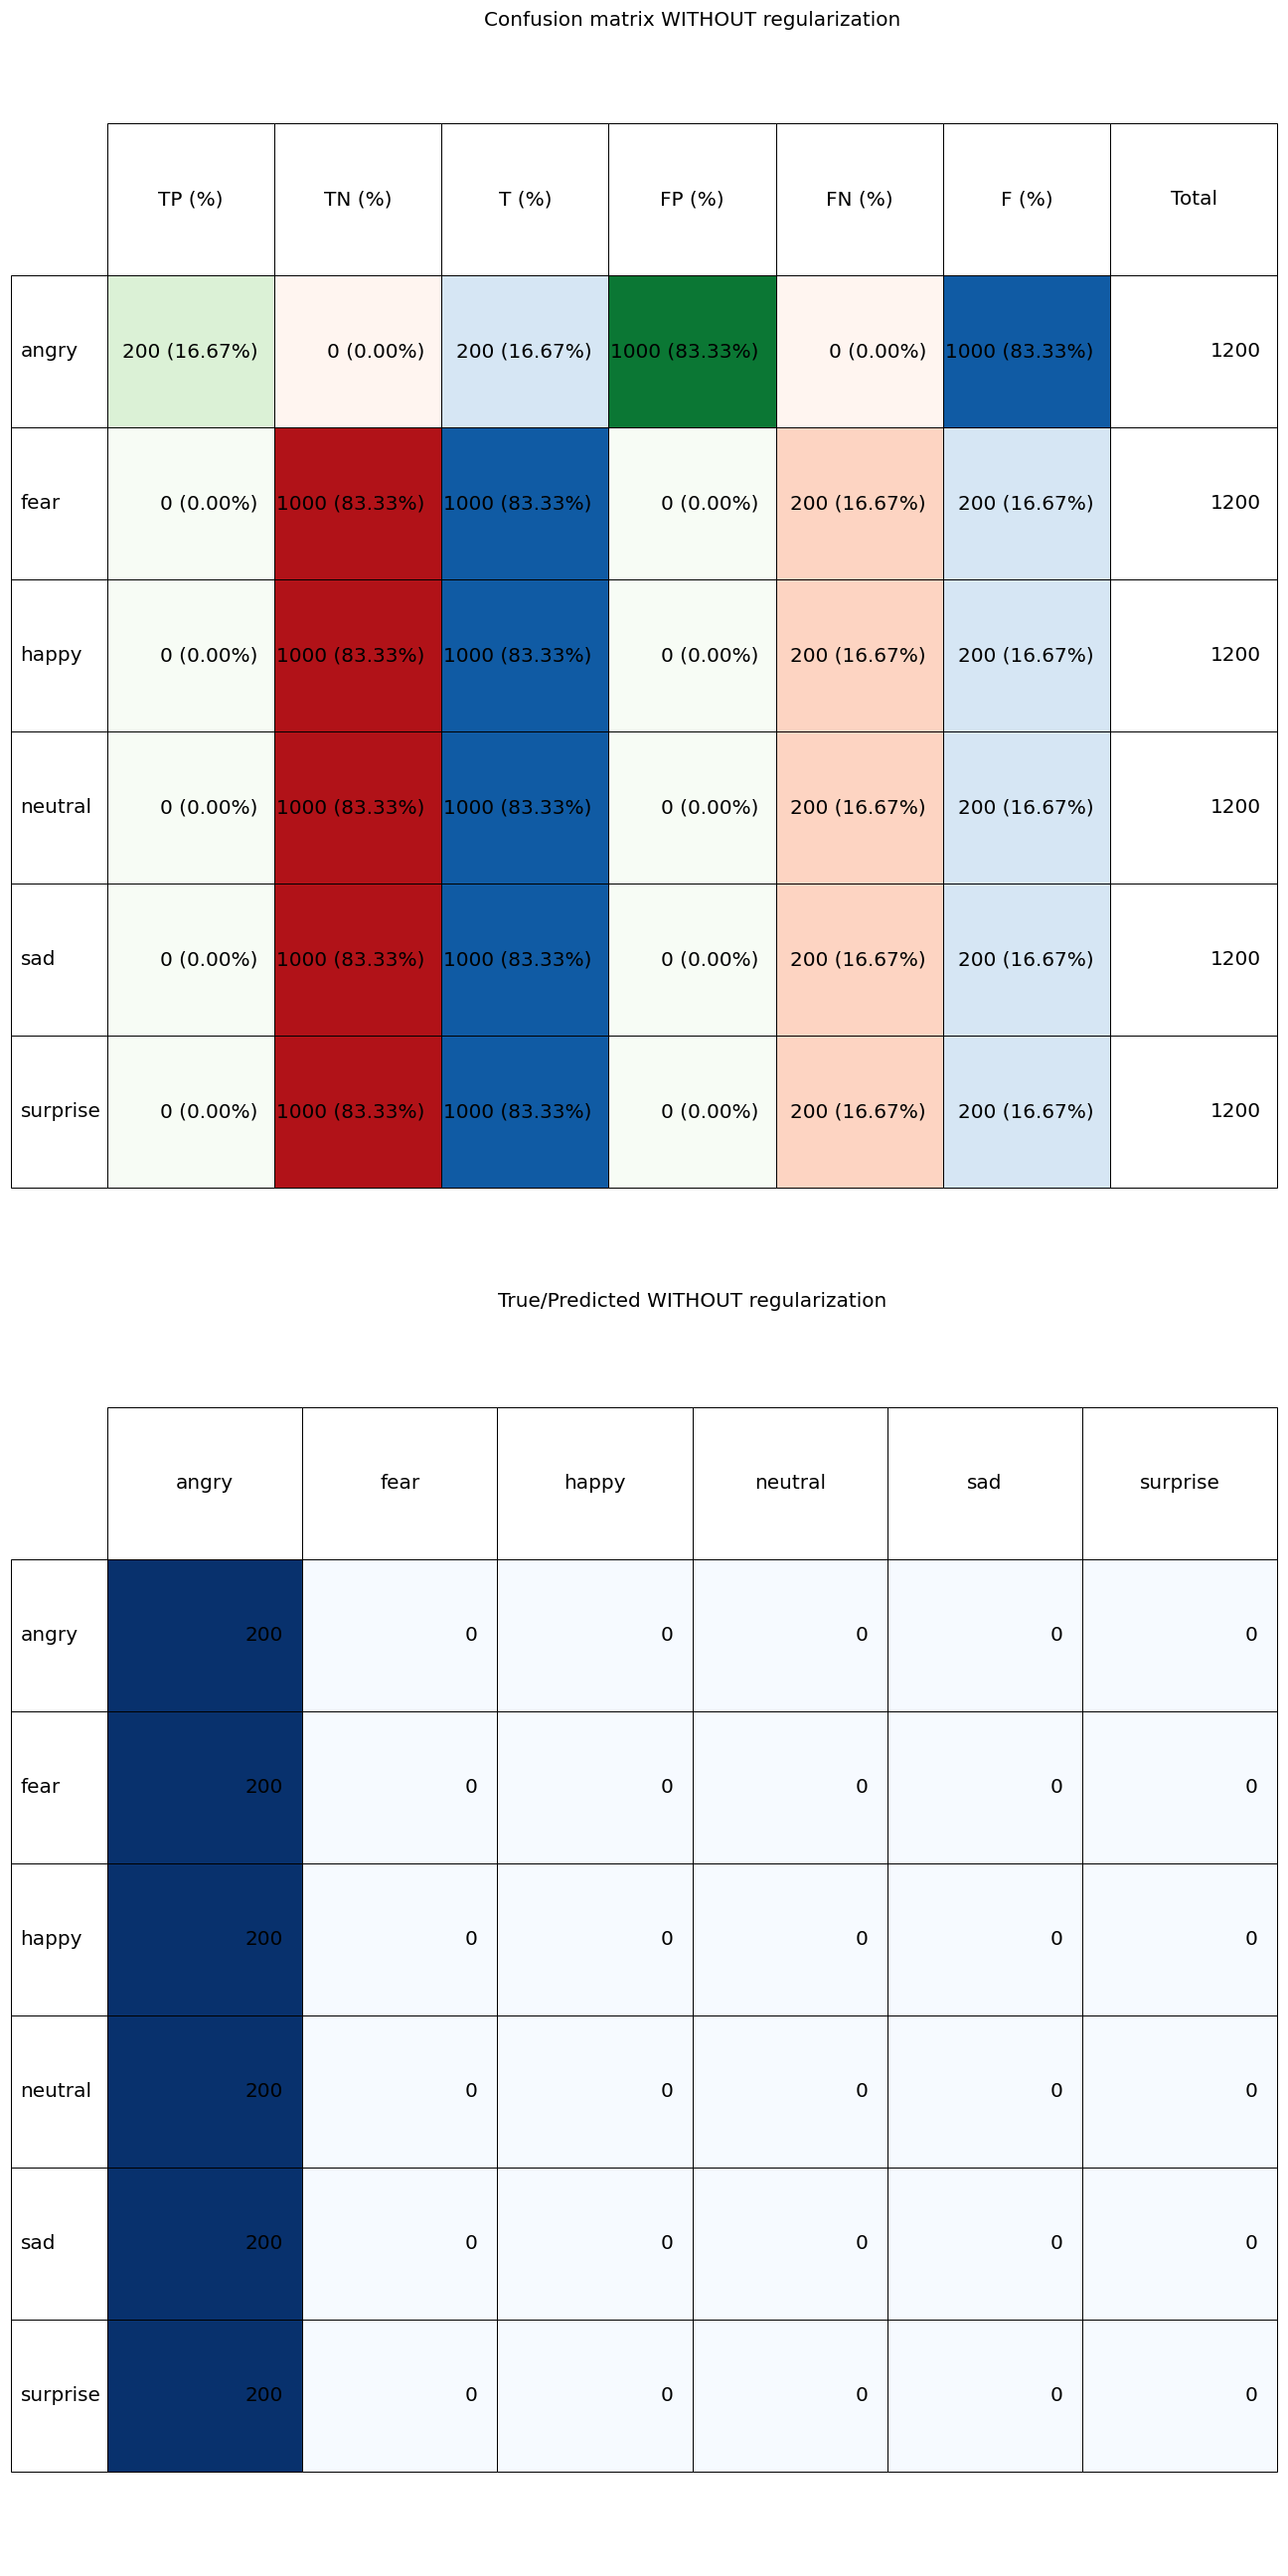 Confusion matrix WITHOUT regularization
TP (%) TN (%) T (%) FP (%) FN (%) F (%) Total
angry 200 (16.67%) 0 (0.00%) 200 (16.67%) 1000 (83.33%) 0 (0.00%) 1000 (83.33%) 1200
fear 0 (0.00%) 1000 (83.33%) 1000 (83.33%) 0 (0.00%) 200 (16.67%) 200 (16.67%) 1200
happy 0 (0.00%) 1000 (83.33%) 1000 (83.33%) 0 (0.00%) 200 (16.67%) 200 (16.67%) 1200
neutral 0 (0.00%) 1000 (83.33%) 1000 (83.33%) 0 (0.00%) 200 (16.67%) 200 (16.67%) 1200
sad 0 (0.00%) 1000 (83.33%) 1000 (83.33%) 0 (0.00%) 200 (16.67%) 200 (16.67%) 1200
surprise 0 (0.00%) 1000 (83.33%) 1000 (83.33%) 0 (0.00%) 200 (16.67%) 200 (16.67%) 1200
True/Predicted WITHOUT regularization
angry fear happy neutral sad surprise
angry 200 0 0 0 0 0
fear 200 0 0 0 0 0
happy 200 0 0 0 0 0
neutral 200 0 0 0 0 0
sad 200 0 0 0 0 0
surprise 200 0 0 0 0 0